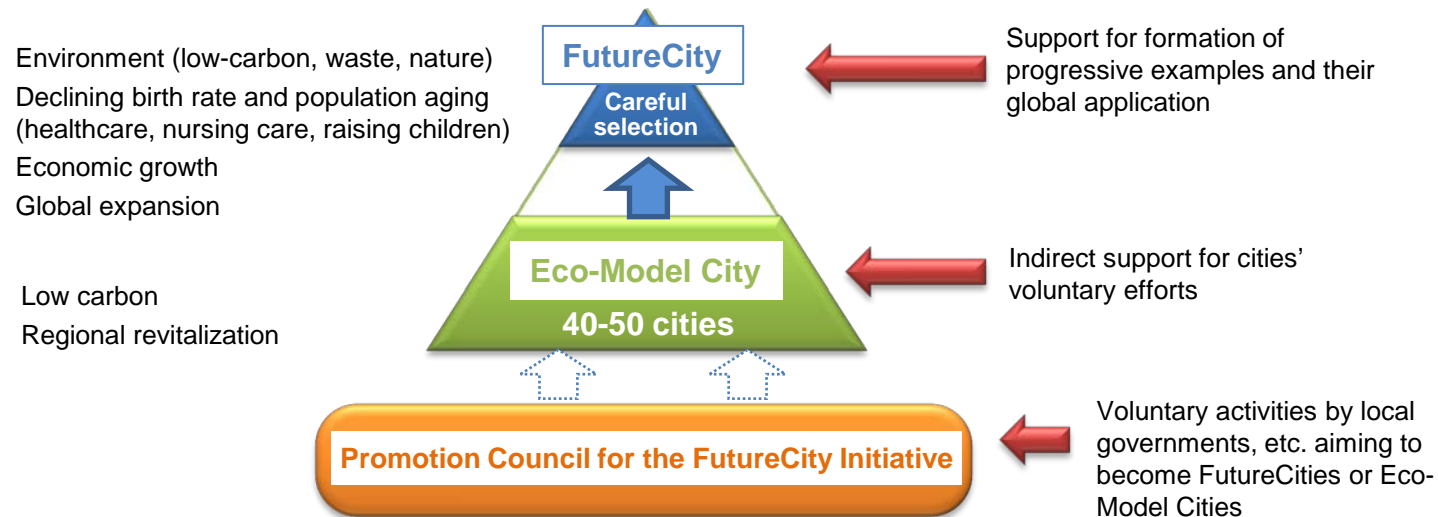 Environment (low-carbon, waste, nature)
Declining birth rate and population aging
(healthcare, nursing care, raising children)
Economic growth
Global expansion
FutureCity
Careful
selection
Support for formation of
progressive examples and their
global application
Low carbon
Regional revitalization
Eco-Model City
40-50 cities
Indirect support for cities’
voluntary efforts
Promotion Council for the FutureCity Initiative
Voluntary activities by local
governments, etc. aiming to
become FutureCities or Eco-
Model Cities